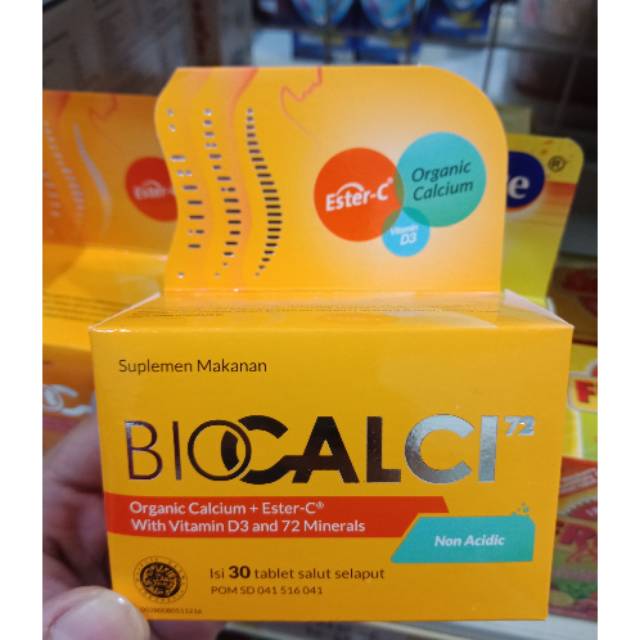 Ester-C®
Organic
Calcium
Vitamin
D3
Ester-C
Suplemen Makanan
BIOCALCI72
Organic Calcium + Ester-C®
With Vitamin D3 and 72 Minerals
Non Acidic
Isi 30 tablet salut selaput
POM SD 041 516 041